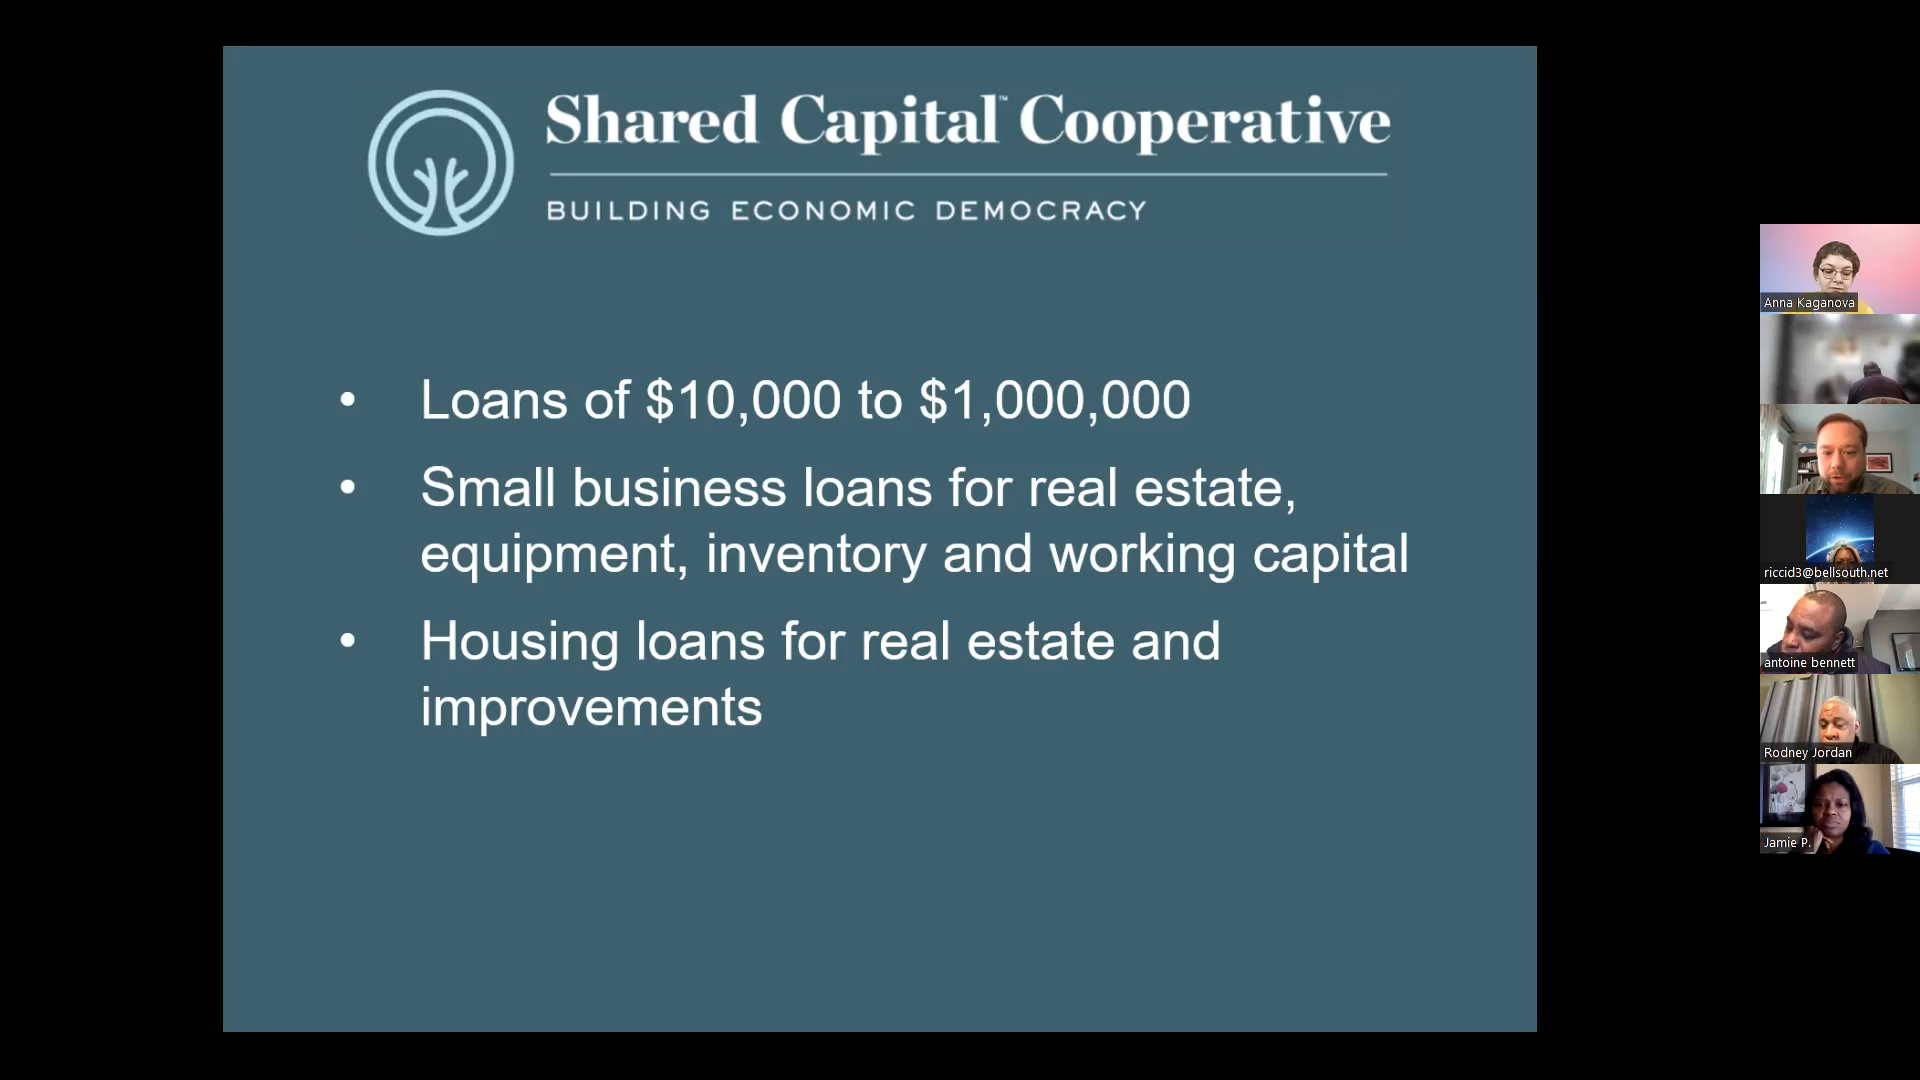 Shared Capital™ Cooperative
BUILDING ECONOMIC DEMOCRACY
• Loans of $10,000 to $1,000,000
• Small business loans for real estate,
equipment, inventory and working capital
• Housing loans for real estate and
improvements
Anna Kaganova
riccid3@bellsouth.net
antoine bennett
Rodney Jordan
Jamie P.